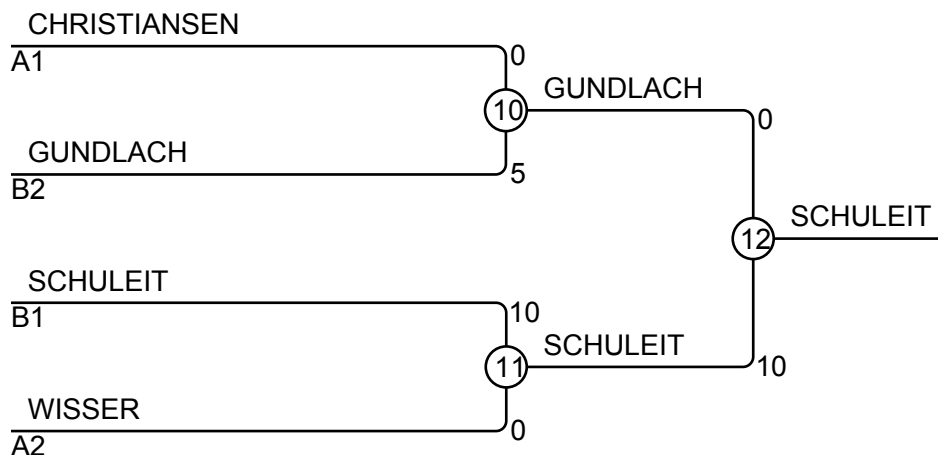 CHRISTIANSEN
A1
0
10
GUNDLACH
0
GUNDLACH
B2
5
12
SCHULEIT
SCHULEIT
B1
10
11
SCHULEIT
10
WISSER
A2
0